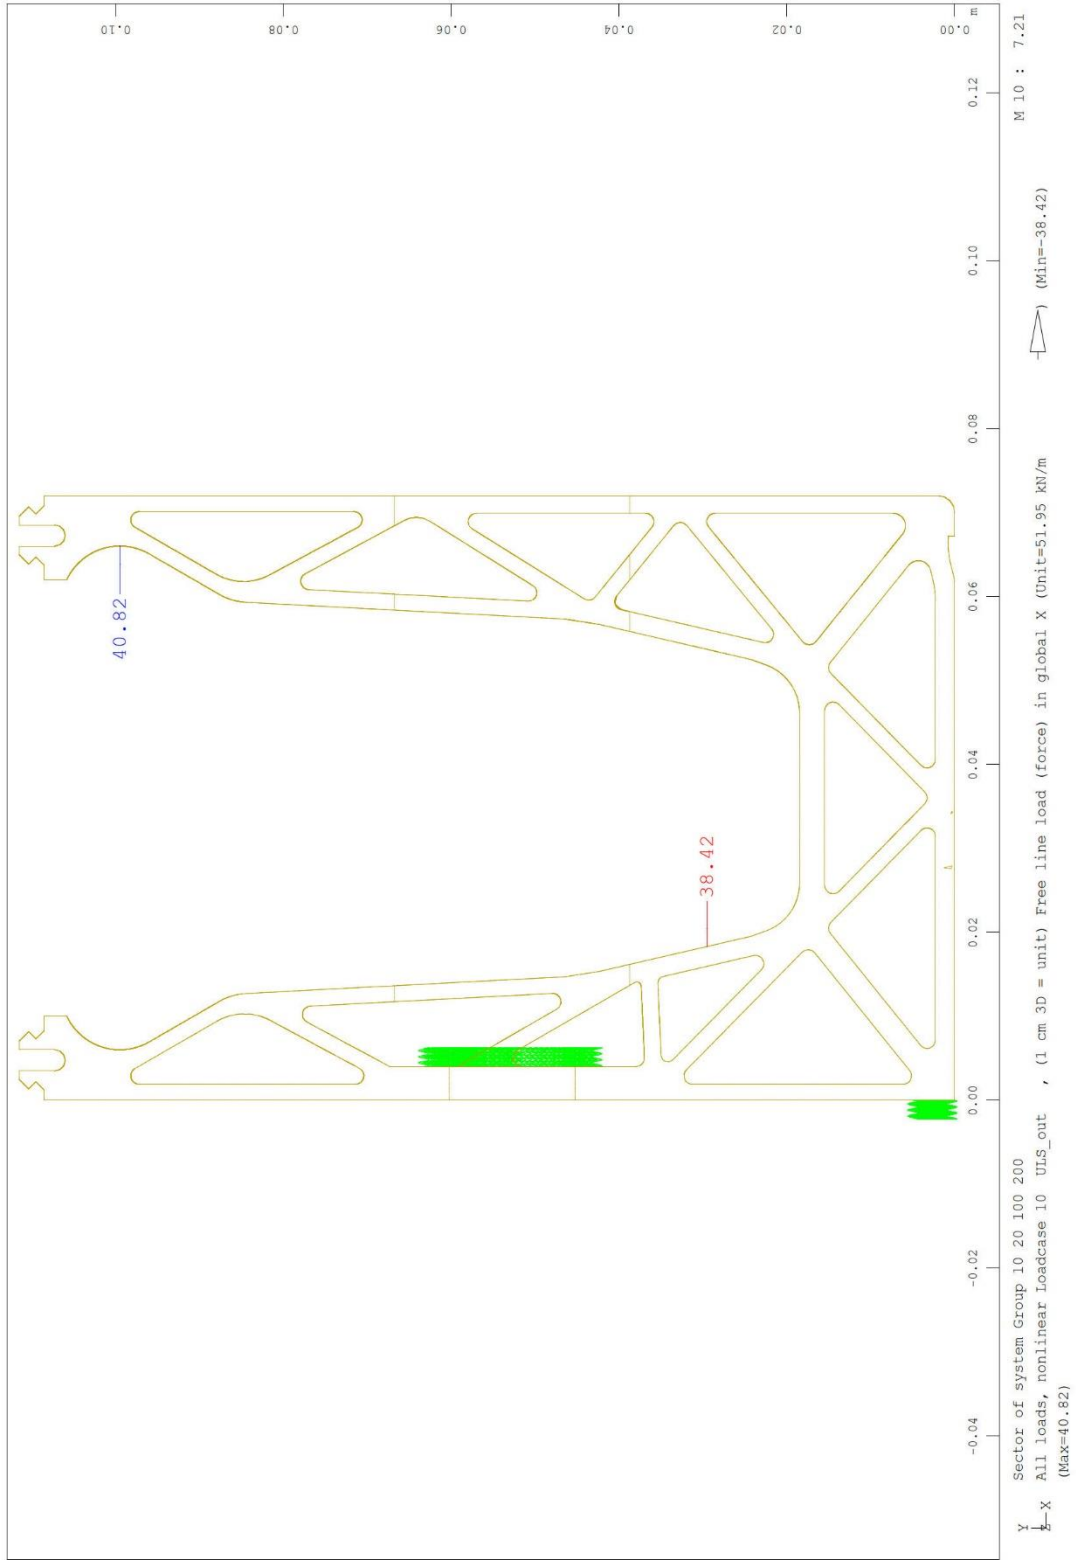 0.10
0.08
0.06
0.04
0.02
0.00
m
0.12
0.10
0.08
0.06
0.04
0.02
0.00
-0.02
-0.04
40.82
38.42
Y
X
Z
Sector of system Group 10 20 100 200
M 10 : 7.21
All loads, nonlinear Loadcase 10 ULS_out , (1 cm 3D = unit) Free line load (force) in global X (Unit=51.95 kN/m ) (Min=-38.42)
(Max=40.82)